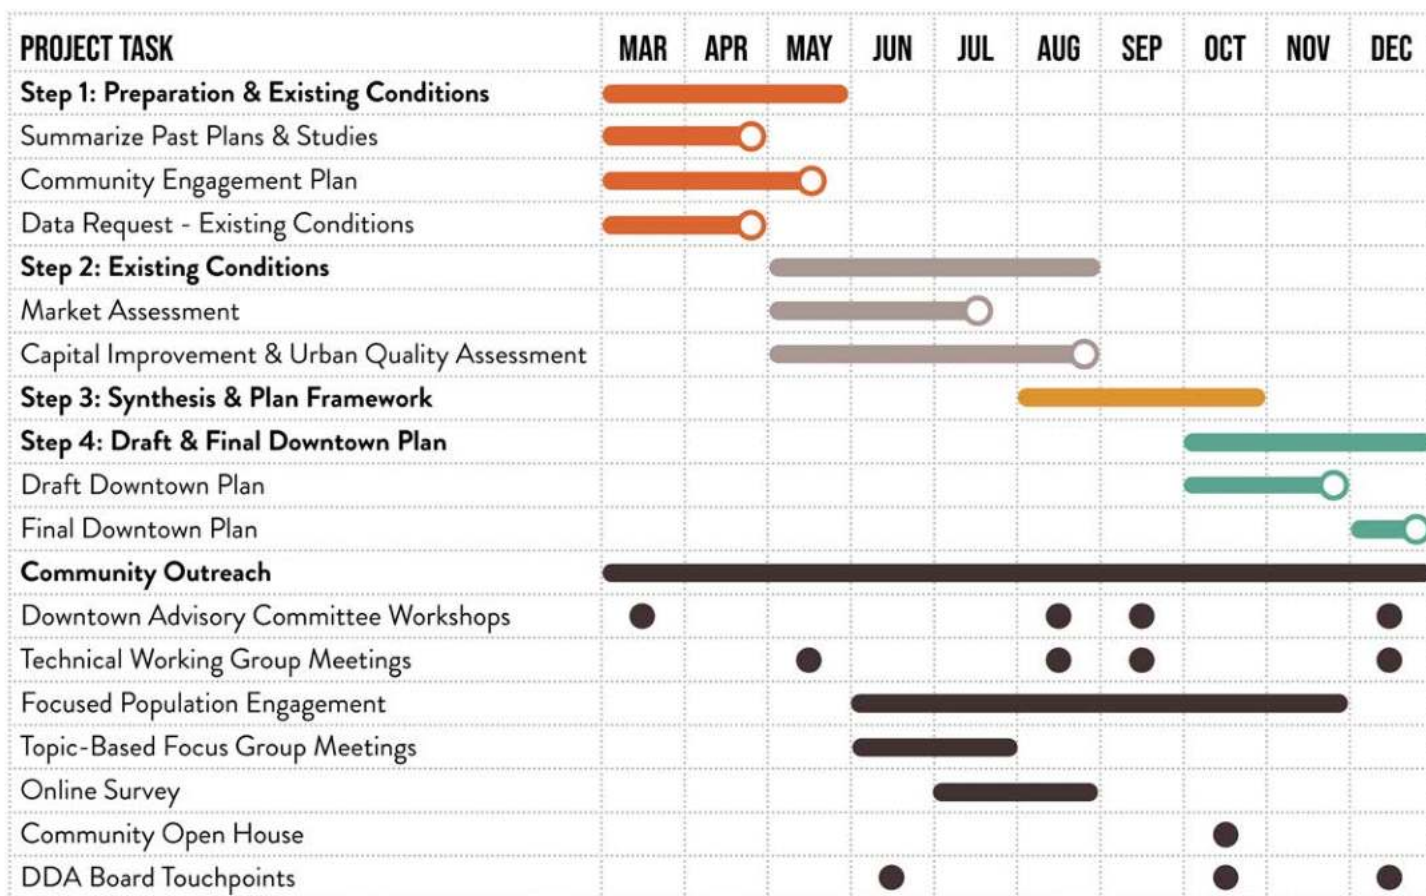 PROJECT TASK MAR APR MAY JUN JUL AUG SEP OCT NOV DEC
Step 1: Preparation & Existing Conditions
Summarize Past Plans & Studies
Community Engagement Plan
Data Request - Existing Conditions
Step 2: Existing Conditions
Market Assessment
Capital Improvement & Urban Quality Assessment
Step 3: Synthesis & Plan Framework
Step 4: Draft & Final Downtown Plan
Draft Downtown Plan
Final Downtown Plan
Community Outreach
Downtown Advisory Committee Workshops
Technical Working Group Meetings
Focused Population Engagement
Topic-Based Focus Group Meetings
Online Survey
Community Open House
DDA Board Touchpoints